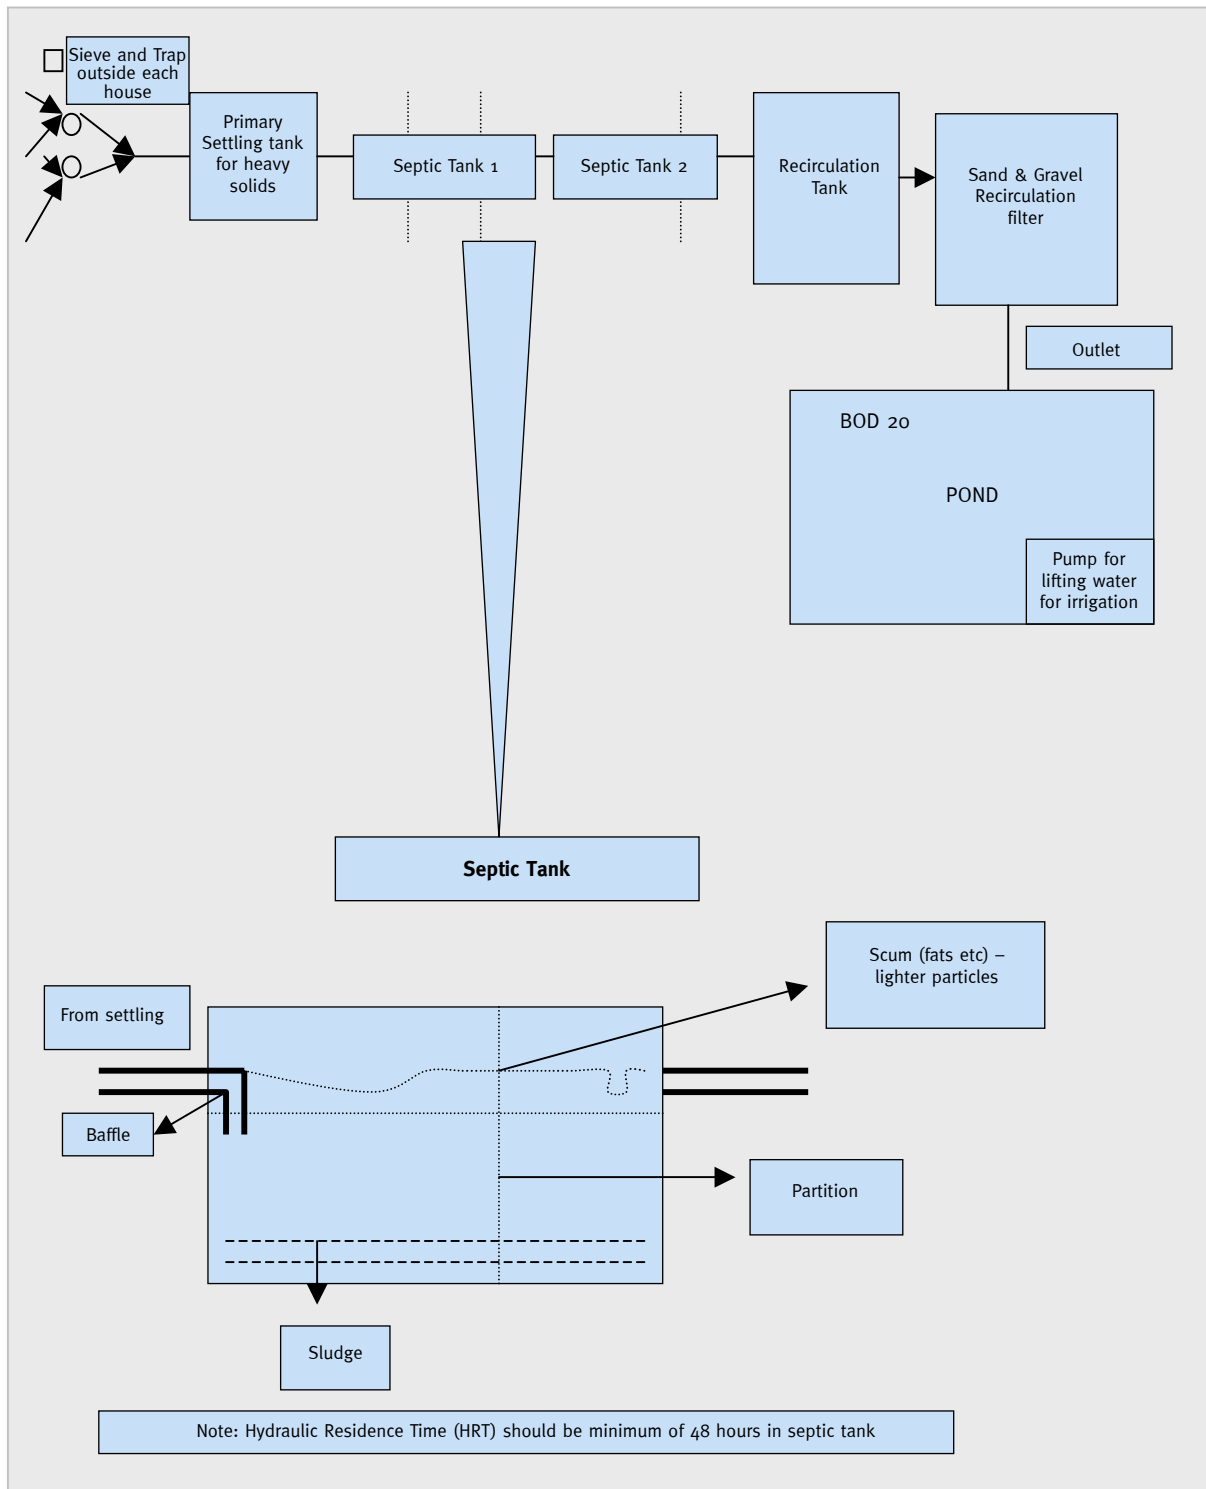 Sieve and Trap
outside each
house
Primary
Settling tank
for heavy
solids
Septic Tank 1
Septic Tank 2
Recirculation
Tank
Sand & Gravel
Recirculation
filter
Outlet
BOD 20
POND
Pump for
lifting water
for irrigation
Septic Tank
Scum (fats etc) –
lighter particles
From settling
Baffle
Partition
Sludge
Note: Hydraulic Residence Time (HRT) should be minimum of 48 hours in septic tank